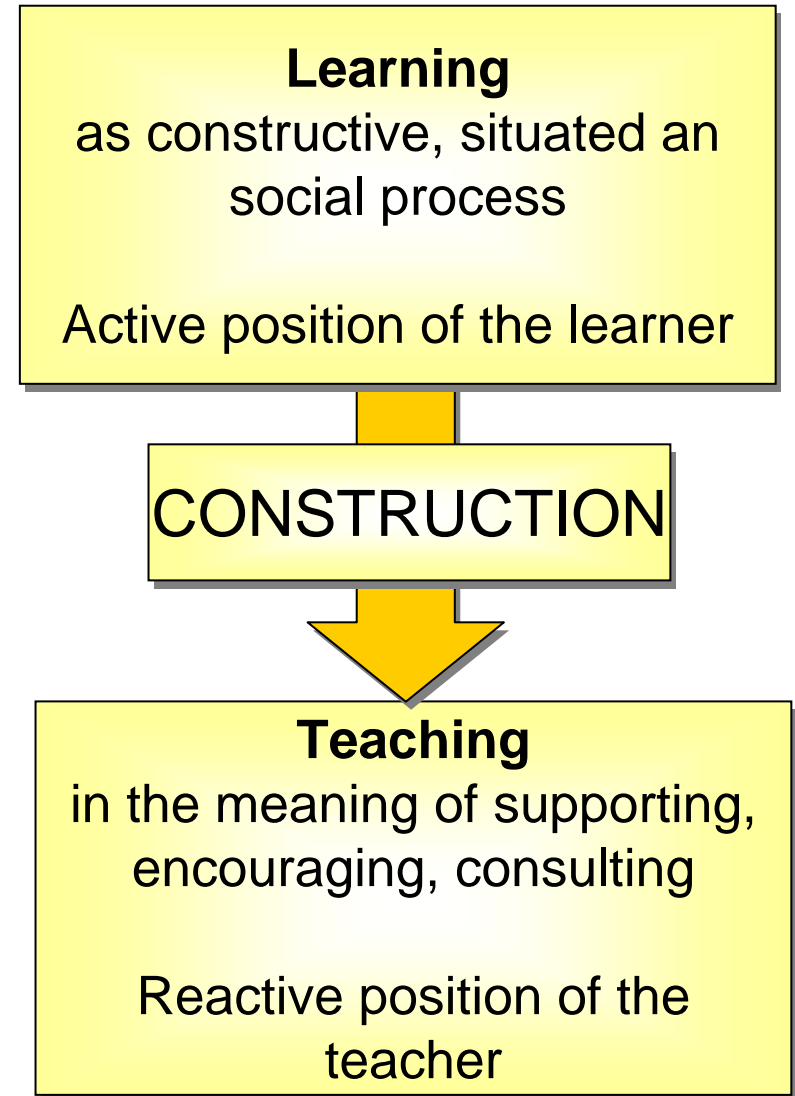 Learning
as constructive, situated an
social process
Active position of the learner
CONSTRUCTION
Teaching
in the meaning of supporting,
encouraging, consulting
Reactive position of the
teacher